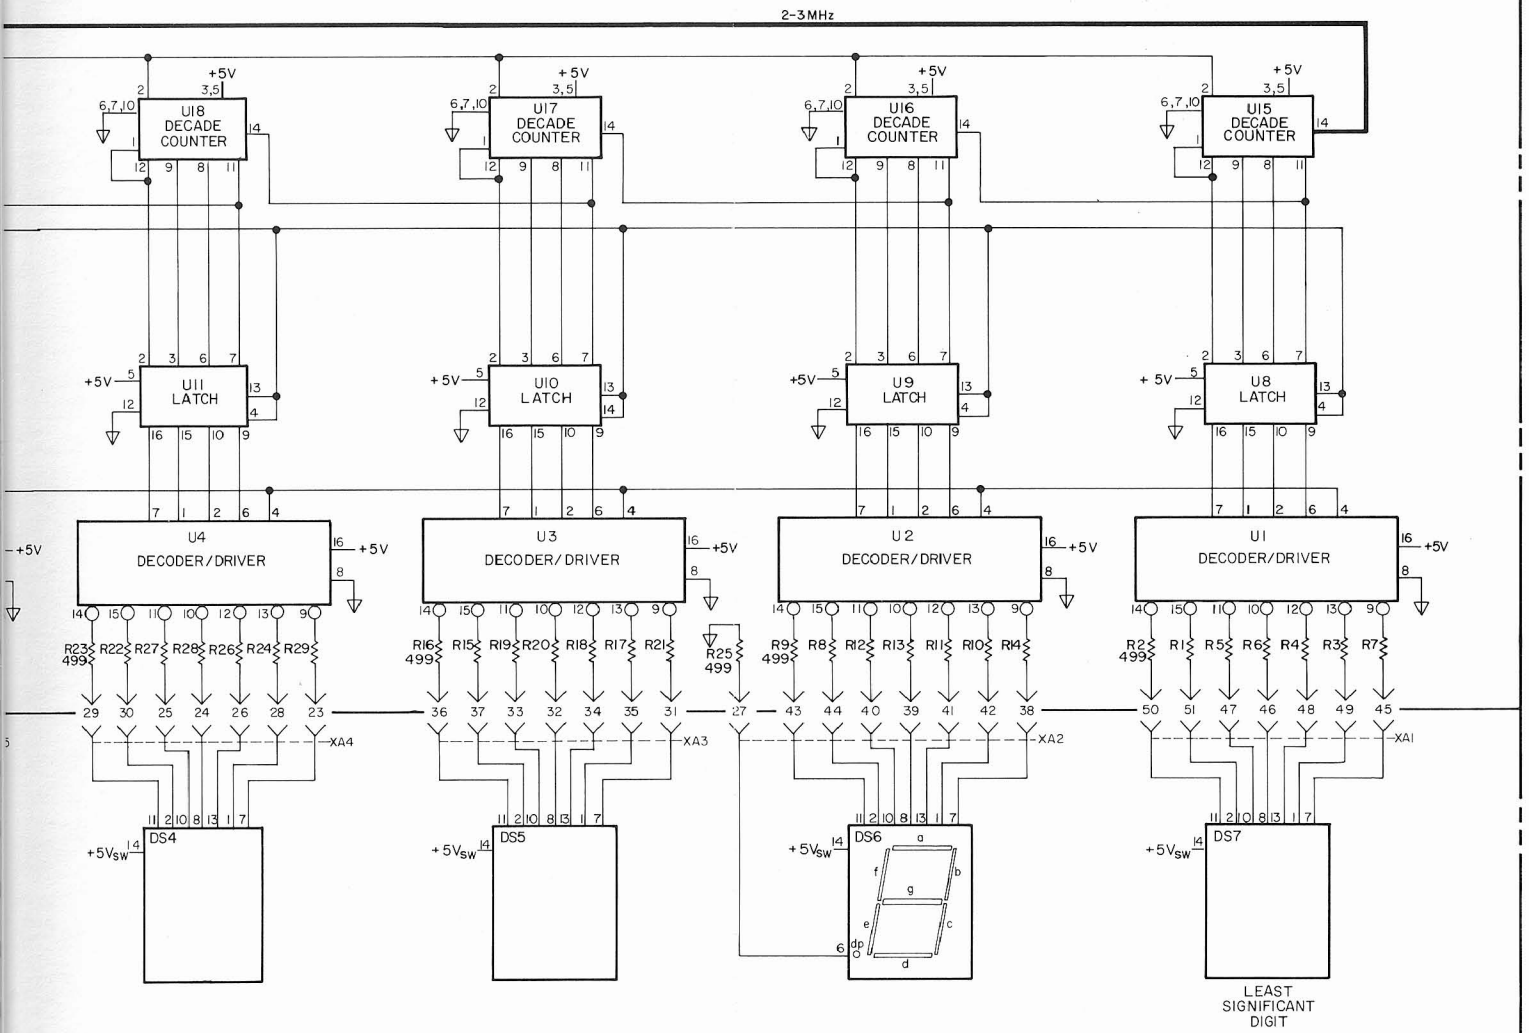 2-3MHz
+5V +5V +5V +5V
2 3,5 2 3,5 2 3,5 2 3,5
6,7,10 U18 6,7,10 U17 6,7,10 U16 6,7,10 U15
DECADE 14 DECADE 14 DECADE 14 DECADE 14
1 COUNTER 1 COUNTER 1 COUNTER 1 COUNTER
12 9 8 11 12 9 8 11 12 9 8 11 12 9 8 11
2 3 6 7 2 3 6 7 2 3 6 7 2 3 6 7
+5V 5 U11 13 +5V 5 U10 13 +5V 5 U9 13 +5V 5 U8 13
12 LATCH 4 12 LATCH 14 12 LATCH 4 12 LATCH 4
16 15 10 9 16 15 10 9 16 15 10 9 16 15 10 9
7 1 2 6 4 7 1 2 6 4 7 1 2 6 4 7 1 2 6 4
U4 U3 U2 U1
+5V 16 +5V 16 +5V 16 +5V 16 +5V
DECODER/DRIVER DECODER/DRIVER DECODER/DRIVER DECODER/DRIVER
8 8 8 8
14 15 11 10 12 13 9 14 15 11 10 12 13 9 14 15 11 10 12 13 9 14 15 11 10 12 13 9
R23 R22 R27 R28 R26 R24 R29 R16 R15 R19 R20 R18 R17 R21 R25 R9 R8 R12 R13 R11 R10 R14 R2 R1 R5 R6 R4 R3 R7
499 499 499 499 499
29 30 25 24 26 28 23 36 37 33 32 34 35 31 27 43 44 40 39 41 42 38 50 51 47 46 48 49 45
5 XA4 XA3 XA2 XA1
11 2 10 8 13 1 7 11 2 10 8 13 1 7 11 2 10 8 13 1 7 11 2 10 8 13 1 7
DS4 DS5 DS6 DS7
+5VSW 14 +5VSW 14 +5VSW 14 +5VSW 14
a
f b
g
e c
6 dp
d
LEAST
SIGNIFICANT
DIGIT